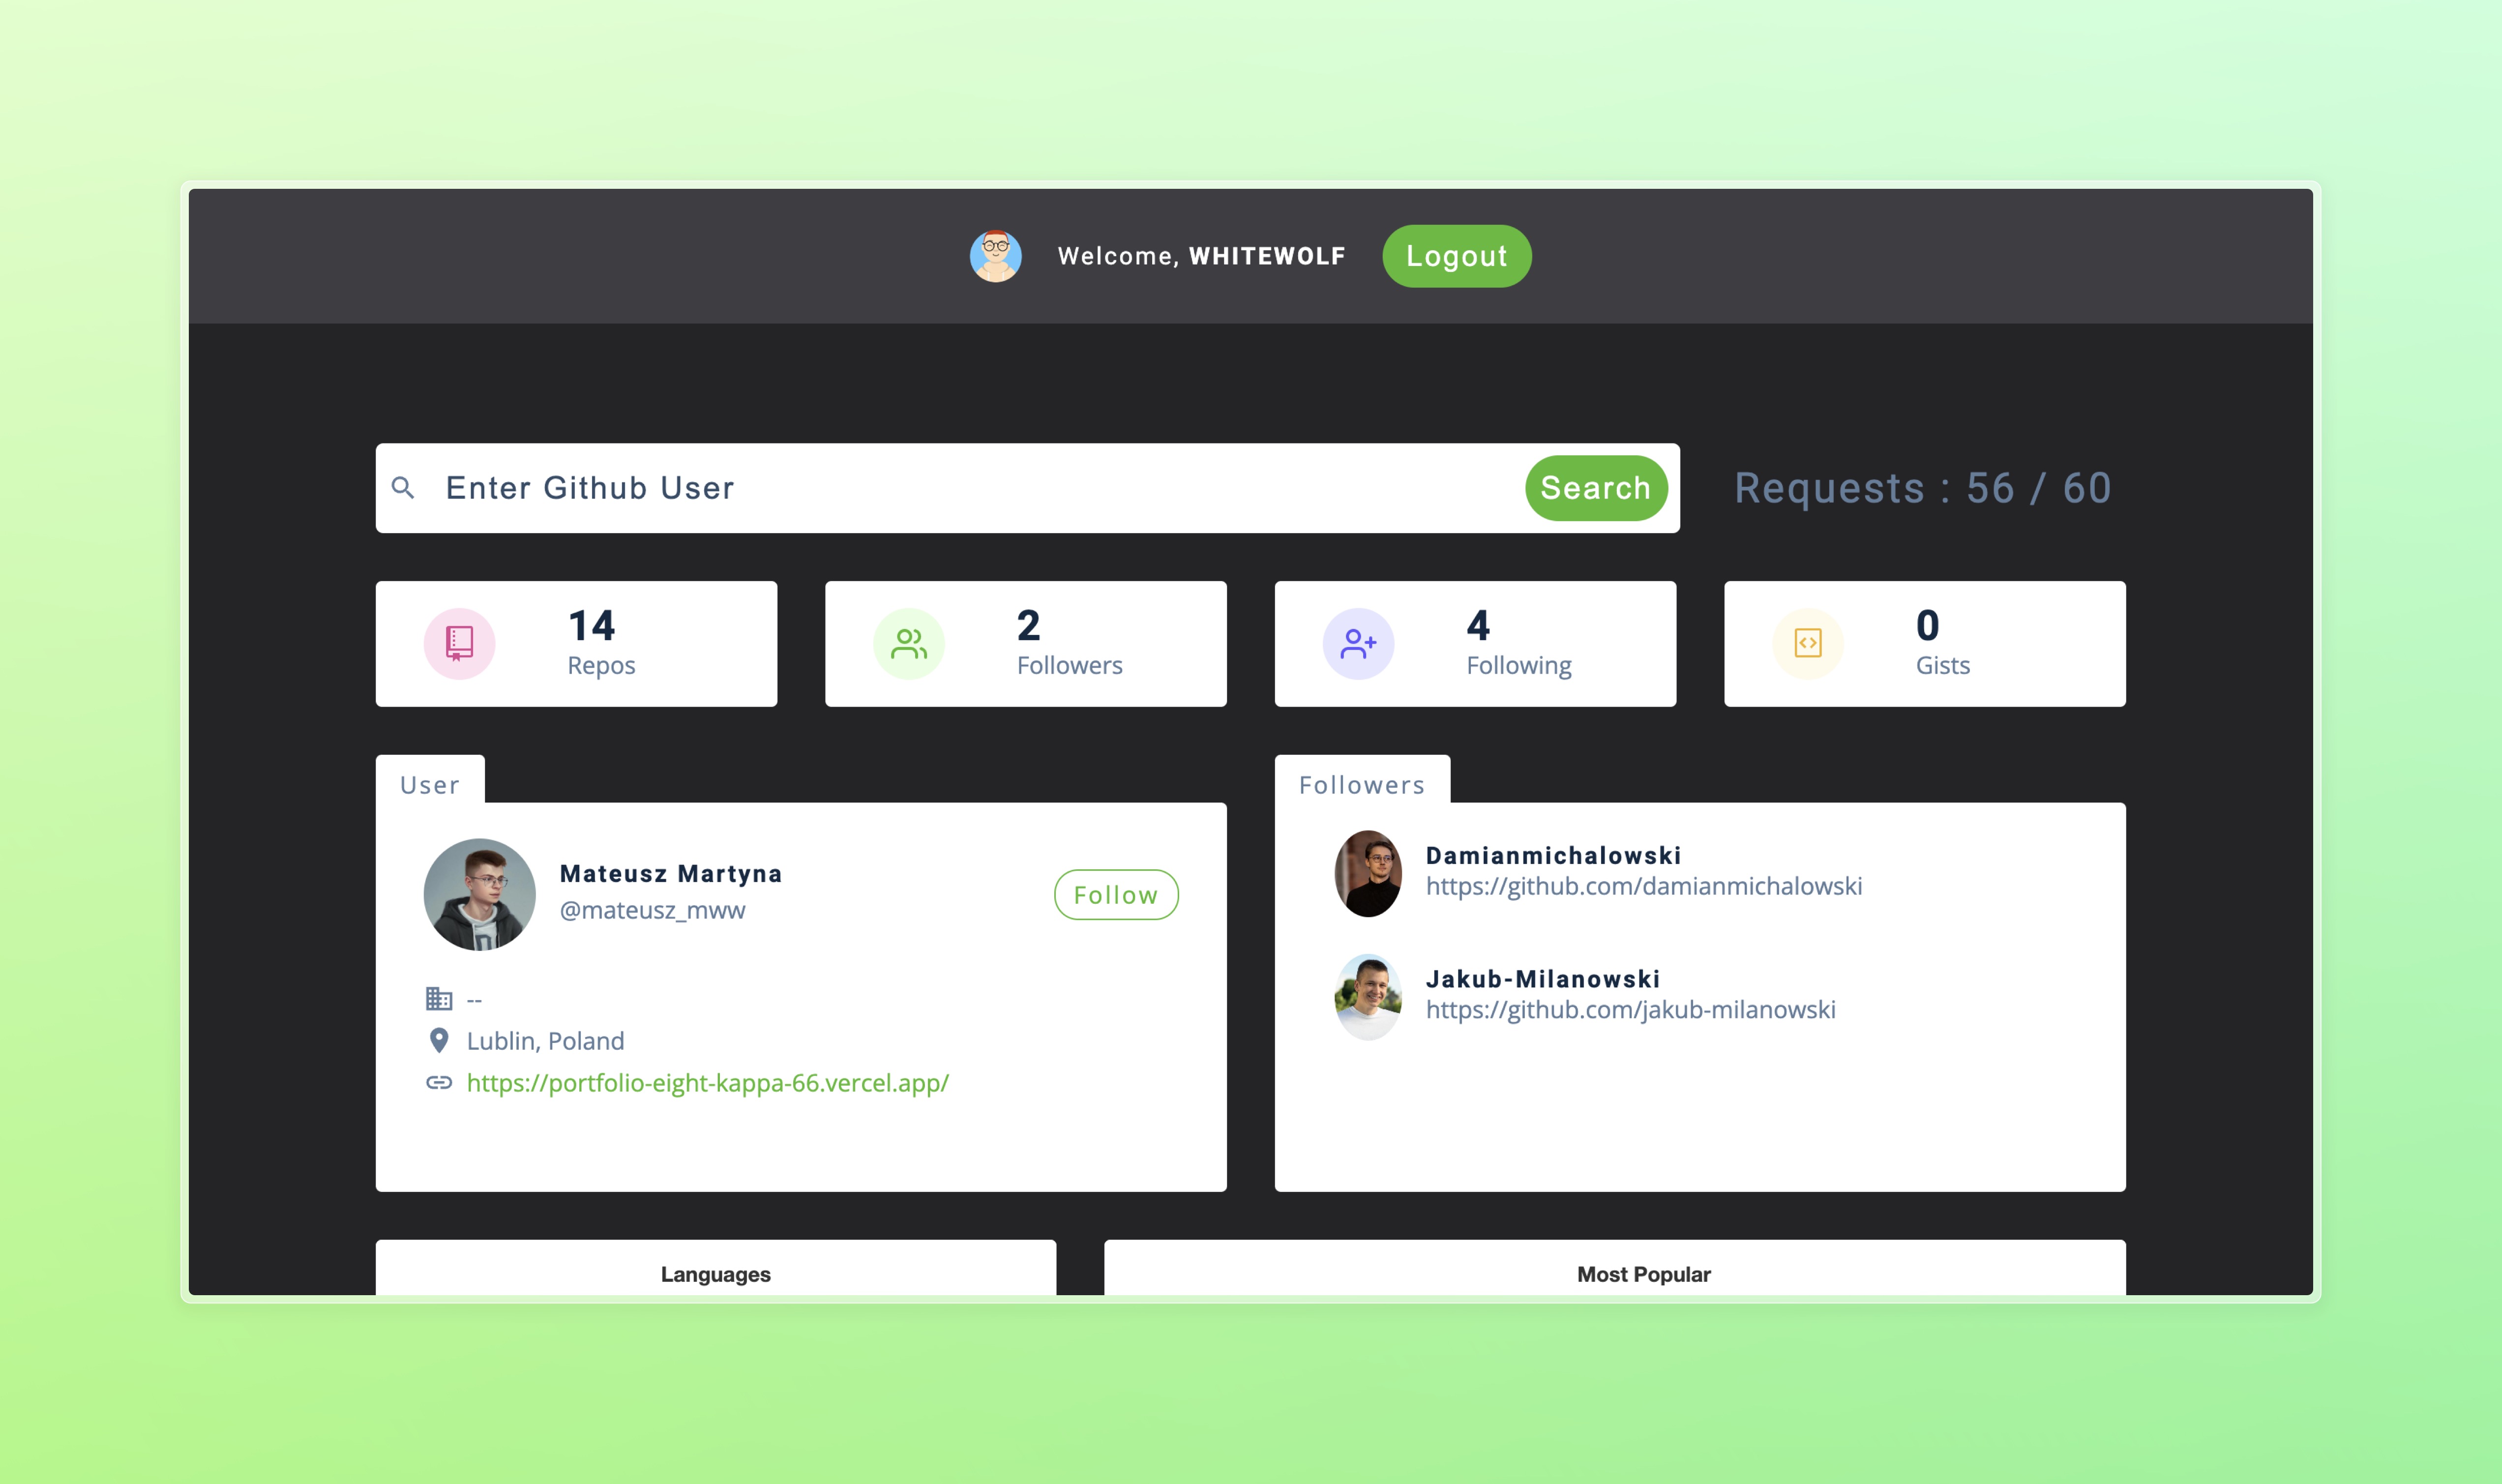 Welcome, WHITEWOLF
Logout
Enter Github User
Search
Requests : 56 / 60
14
Repos
2
Followers
4
Following
0
Gists
User
Mateusz Martyna
@mateusz_mww
Follow
--
Lublin, Poland
https://portfolio-eight-kappa-66.vercel.app/
Followers
Damianmichalowski
https://github.com/damianmichalowski
Jakub-Milanowski
https://github.com/jakub-milanowski
Languages
Most Popular